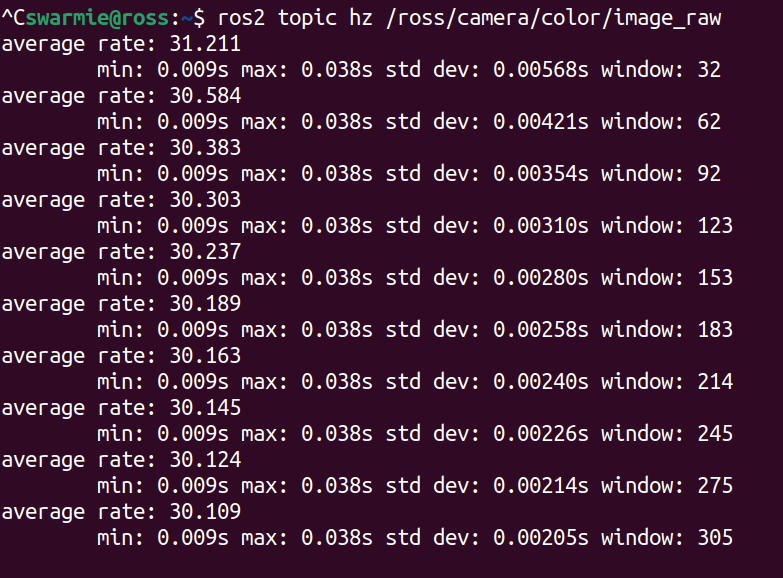 ^Cswarmie@ross:~$ ros2 topic hz /ross/camera/color/image_raw
average rate: 31.211
        min: 0.009s max: 0.038s std dev: 0.00568s window: 32
average rate: 30.584
        min: 0.009s max: 0.038s std dev: 0.00421s window: 62
average rate: 30.383
        min: 0.009s max: 0.038s std dev: 0.00354s window: 92
average rate: 30.303
        min: 0.009s max: 0.038s std dev: 0.00310s window: 123
average rate: 30.237
        min: 0.009s max: 0.038s std dev: 0.00280s window: 153
average rate: 30.189
        min: 0.009s max: 0.038s std dev: 0.00258s window: 183
average rate: 30.163
        min: 0.009s max: 0.038s std dev: 0.00240s window: 214
average rate: 30.145
        min: 0.009s max: 0.038s std dev: 0.00226s window: 245
average rate: 30.124
        min: 0.009s max: 0.038s std dev: 0.00214s window: 275
average rate: 30.109
        min: 0.009s max: 0.038s std dev: 0.00205s window: 305